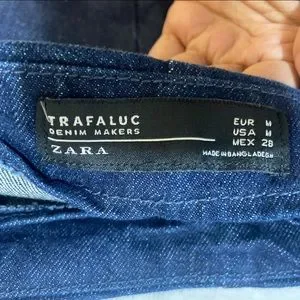 TRAFALUC
DENIM MAKERS
ZARA
EUR M
USA M
MEX 28
MADE IN BANGLADESH